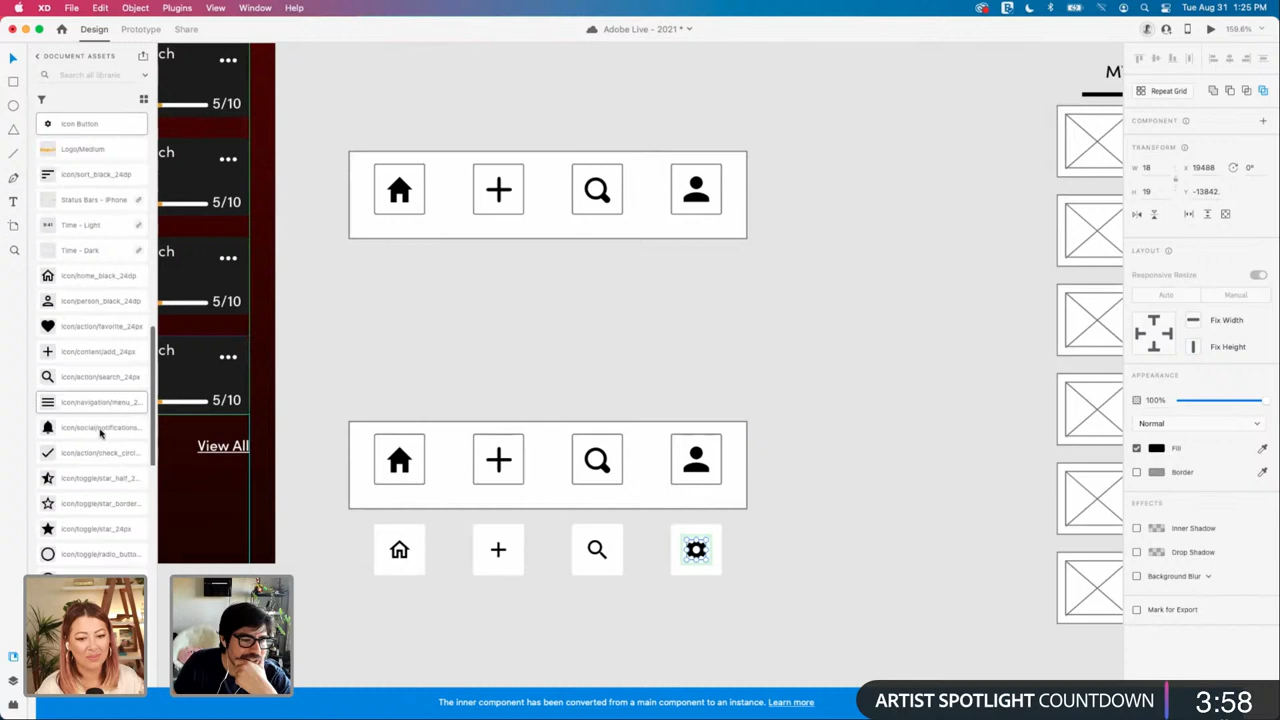 XD File Edit Object Plugins View Window Help
Tue Aug 31 1:25 PM
Design Prototype Share
Adobe Live - 2021 *
159.6%
DOCUMENT ASSETS
Search all libraries
Icon Button
Logo/Medium
icon/sort_black_24dp
Status Bars - iPhone
Time - Light
Time - Dark
icon/home_black_24dp
icon/person_black_24dp
icon/action/favorite_24px
icon/content/add_24px
icon/action/search_24px
icon/navigation/menu_2...
icon/social/notifications...
icon/action/check_circl...
icon/toggle/star_half_2...
icon/toggle/star_border...
icon/toggle/star_24px
icon/toggle/radio_butto...
ch
5/10
ch
5/10
ch
5/10
ch
5/10
View All
M
Repeat Grid
COMPONENT
TRANSFORM
W 18 X 19488 0°
H 19 Y -13842.
LAYOUT
Responsive Resize
Auto Manual
Fix Width
Fix Height
APPEARANCE
100%
Normal
Fill
Border
EFFECTS
Inner Shadow
Drop Shadow
Background Blur
Mark for Export
The inner component has been converted from a main component to an instance. Learn more
ARTIST SPOTLIGHT COUNTDOWN 3:58